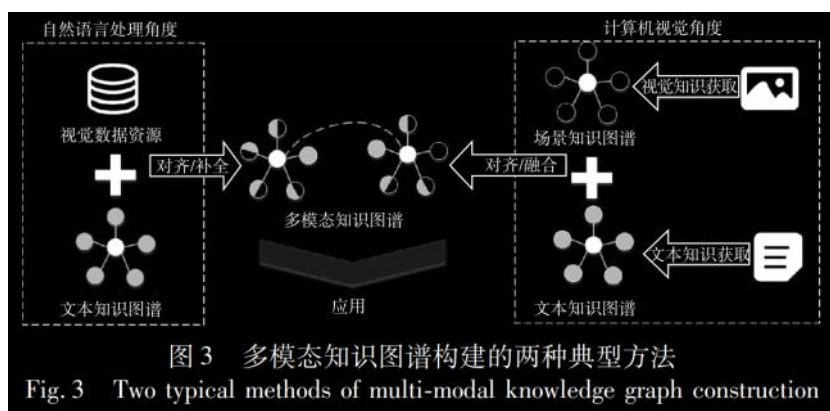 自然语言处理角度
视觉数据资源
文本知识图谱
对齐/补全
多模态知识图谱
应用
对齐/融合
计算机视觉角度
视觉知识获取
场景知识图谱
文本知识获取
文本知识图谱
图 3 多模态知识图谱构建的两种典型方法
Fig. 3 Two typical methods of multi-modal knowledge graph construction